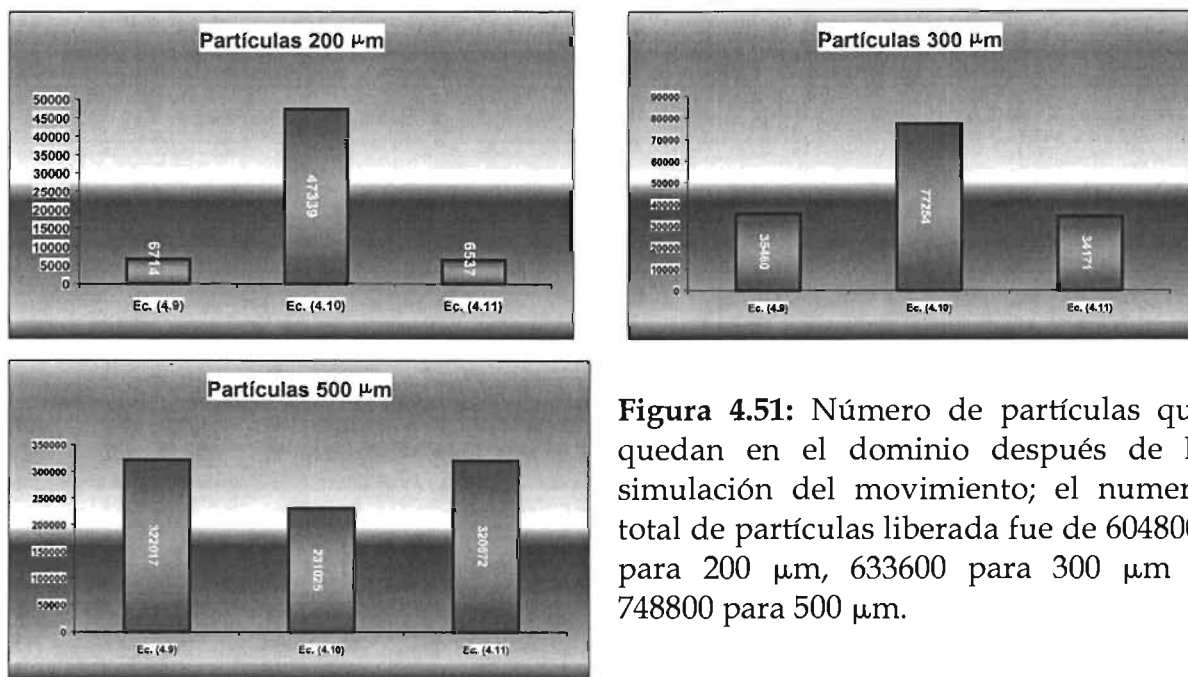 Partículas 200 µm
50000
45000
40000
35000
30000
25000
20000
15000
10000
5000
0
6714
47339
6537
Ec. (4.9)
Ec. (4.10)
Ec. (4.11)
Partículas 300 µm
90000
80000
70000
60000
50000
40000
30000
20000
10000
0
35460
77254
34171
Ec. (4.9)
Ec. (4.10)
Ec. (4.11)
Partículas 500 µm
350000
300000
250000
200000
150000
100000
50000
0
322017
231025
Ec. (4.9)
Ec. (4.10)
Ec. (4.11)
Figura 4.51: Número de partículas qu
quedan en el dominio después de l
simulación del movimiento; el numer
total de partículas liberada fue de 604800
para 200 µm, 633600 para 300 µm
748800 para 500 µm.